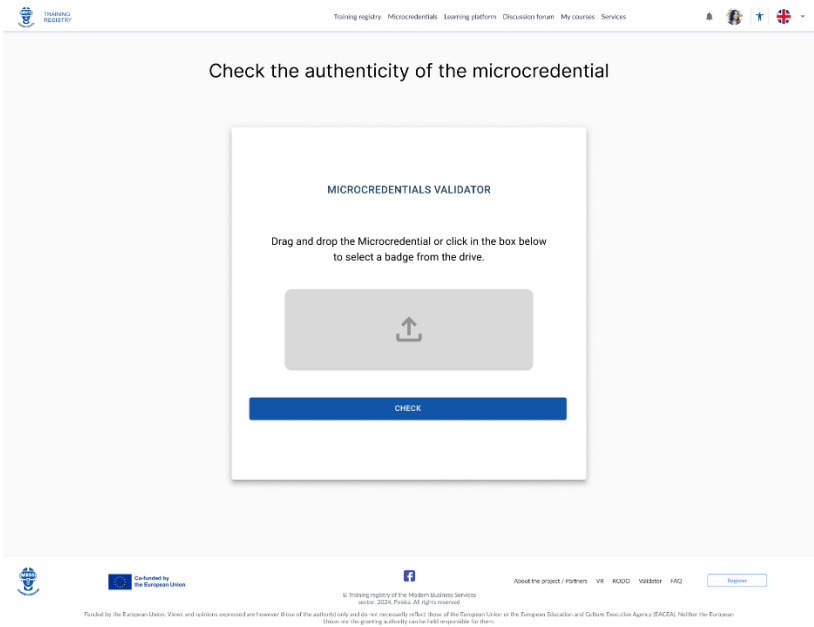 TRAINING
REGISTRY
Training registry Microcredentials Learning platform Discussion forum My courses Services
Check the authenticity of the microcredential
MICROCREDENTIALS VALIDATOR
Drag and drop the Microcredential or click in the box below
to select a badge from the drive.
CHECK
MBSS
Co-funded by
the European Union
© Training registry of the Modern Business Services
sector, 2024, Polska. All rights reserved
About the project / Partners VR RODO Validator FAQ
Register
Funded by the European Union. Views and opinions expressed are however those of the author(s) only and do not necessarily reflect those of the European Union or the European Education and Culture Executive Agency (EACEA). Neither the European
Union nor the granting authority can be held responsible for them.